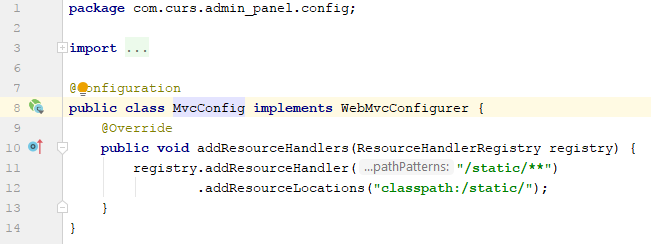 1 package com.curs.admin_panel.config;
2
3 import ...
6
7 @Configuration
8 public class MvcConfig implements WebMvcConfigurer {
9 @Override
10 public void addResourceHandlers(ResourceHandlerRegistry registry) {
11 registry.addResourceHandler( ...pathPatterns: "/static/**")
12 .addResourceLocations("classpath:/static/");
13 }
14 }